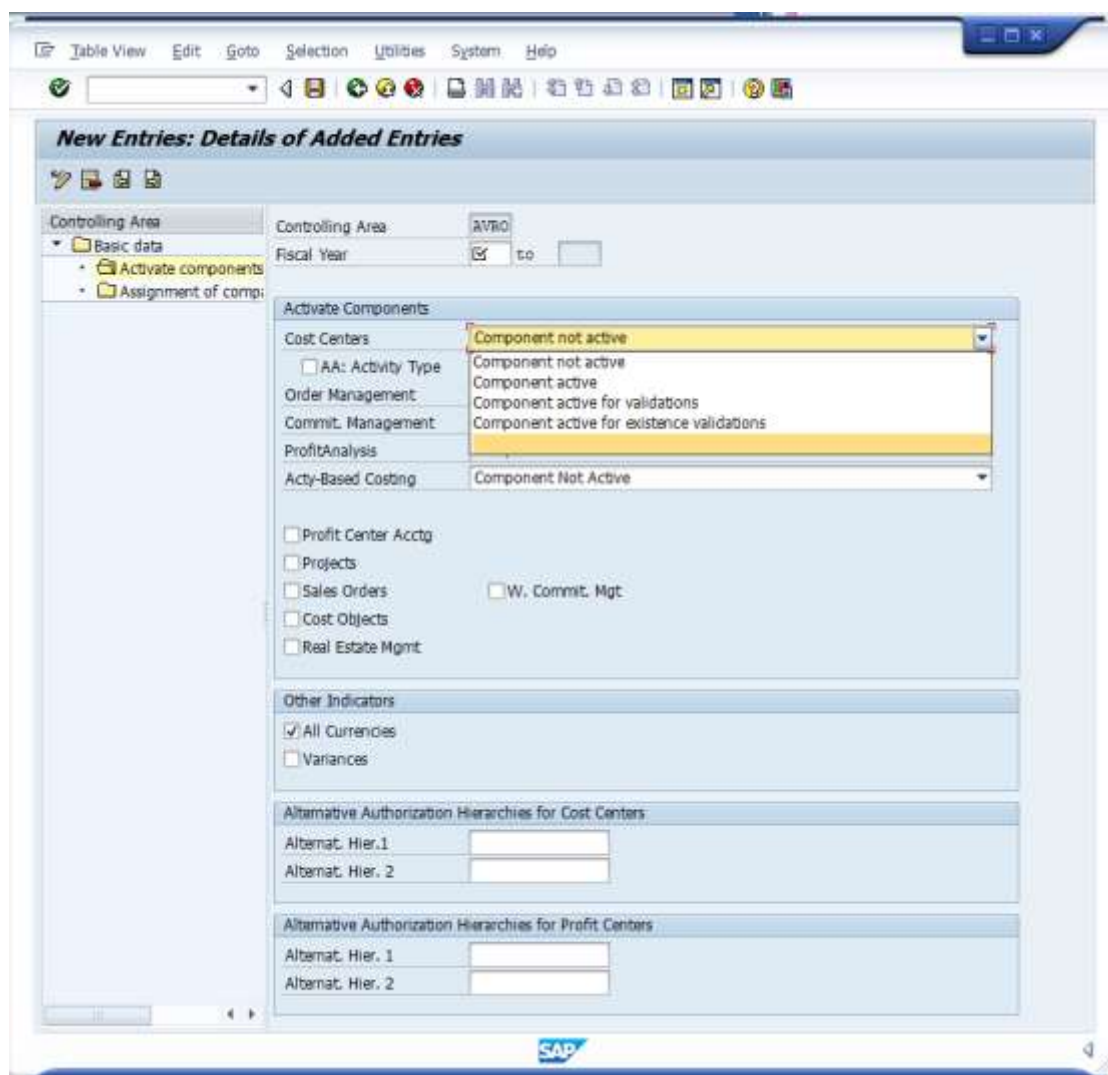 Table View Edit Goto Selection Utilities System Help
New Entries: Details of Added Entries
Controlling Area
Basic data
Activate components
Assignment of comp
Controlling Area AVRO
Fiscal Year to
Activate Components
Cost Centers Component not active
Component not active
AA: Activity Type
Component active
Order Management
Component active for validations
Commit. Management
Component active for existence validations
ProfitAnalysis
Acty-Based Costing Component Not Active
Profit Center Acctg
Projects
Sales Orders W. Commit. Mgt
Cost Objects
Real Estate Mgmt
Other Indicators
All Currencies
Variances
Alternative Authorization Hierarchies for Cost Centers
Alternat. Hier.1
Alternat. Hier. 2
Alternative Authorization Hierarchies for Profit Centers
Alternat. Hier. 1
Alternat. Hier. 2
SAP